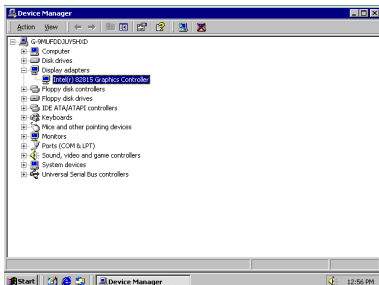 Device Manager
Action View
G-9MUFDDJUY5HXD
Computer
Disk drives
Display adapters
Intel(r) 82815 Graphics Controller
Floppy disk controllers
Floppy disk drives
IDE ATA/ATAPI controllers
Keyboards
Mice and other pointing devices
Monitors
Ports (COM & LPT)
Sound, video and game controllers
System devices
Universal Serial Bus controllers
Start
Device Manager
12:56 PM